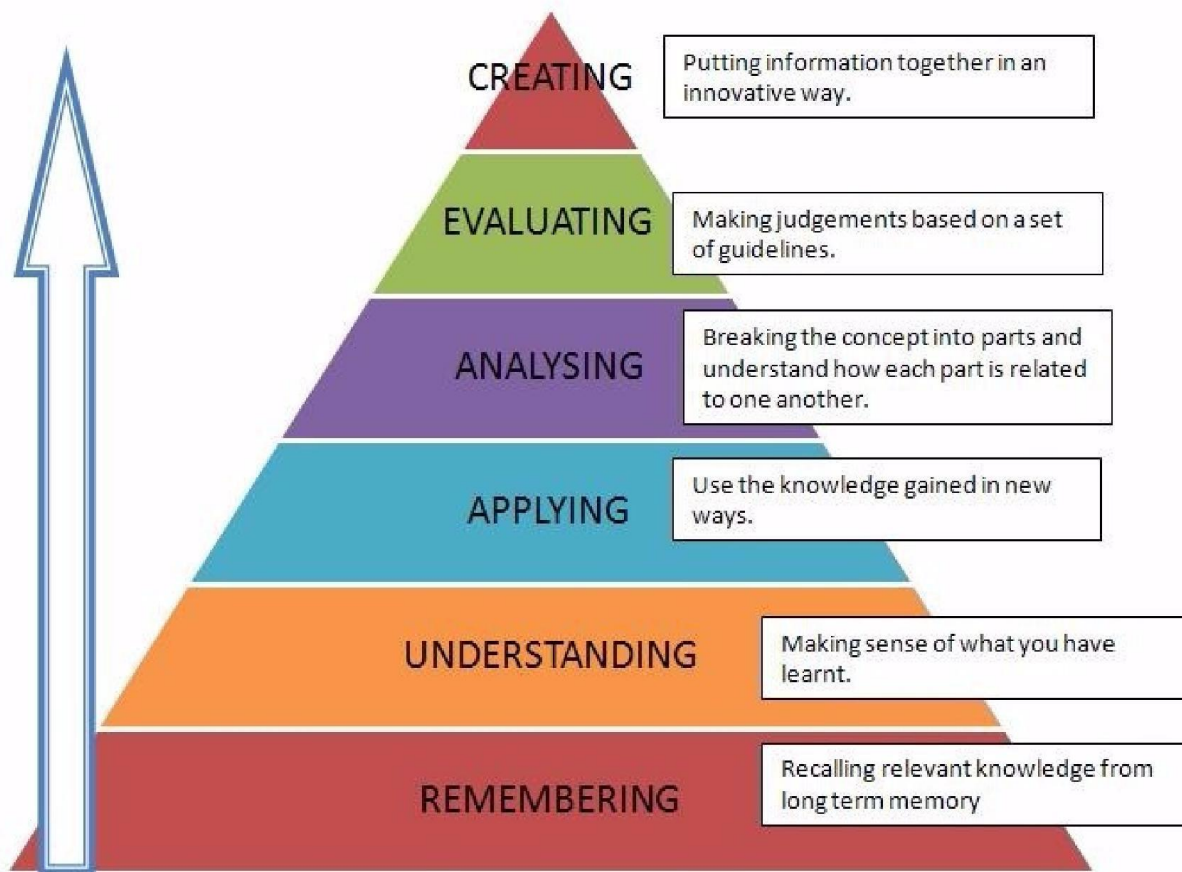 CREATING
Putting information together in an
innovative way.
EVALUATING
Making judgements based on a set
of guidelines.
ANALYSING
Breaking the concept into parts and
understand how each part is related
to one another.
APPLYING
Use the knowledge gained in new
ways.
UNDERSTANDING
Making sense of what you have
learnt.
REMEMBERING
Recalling relevant knowledge from
long term memory